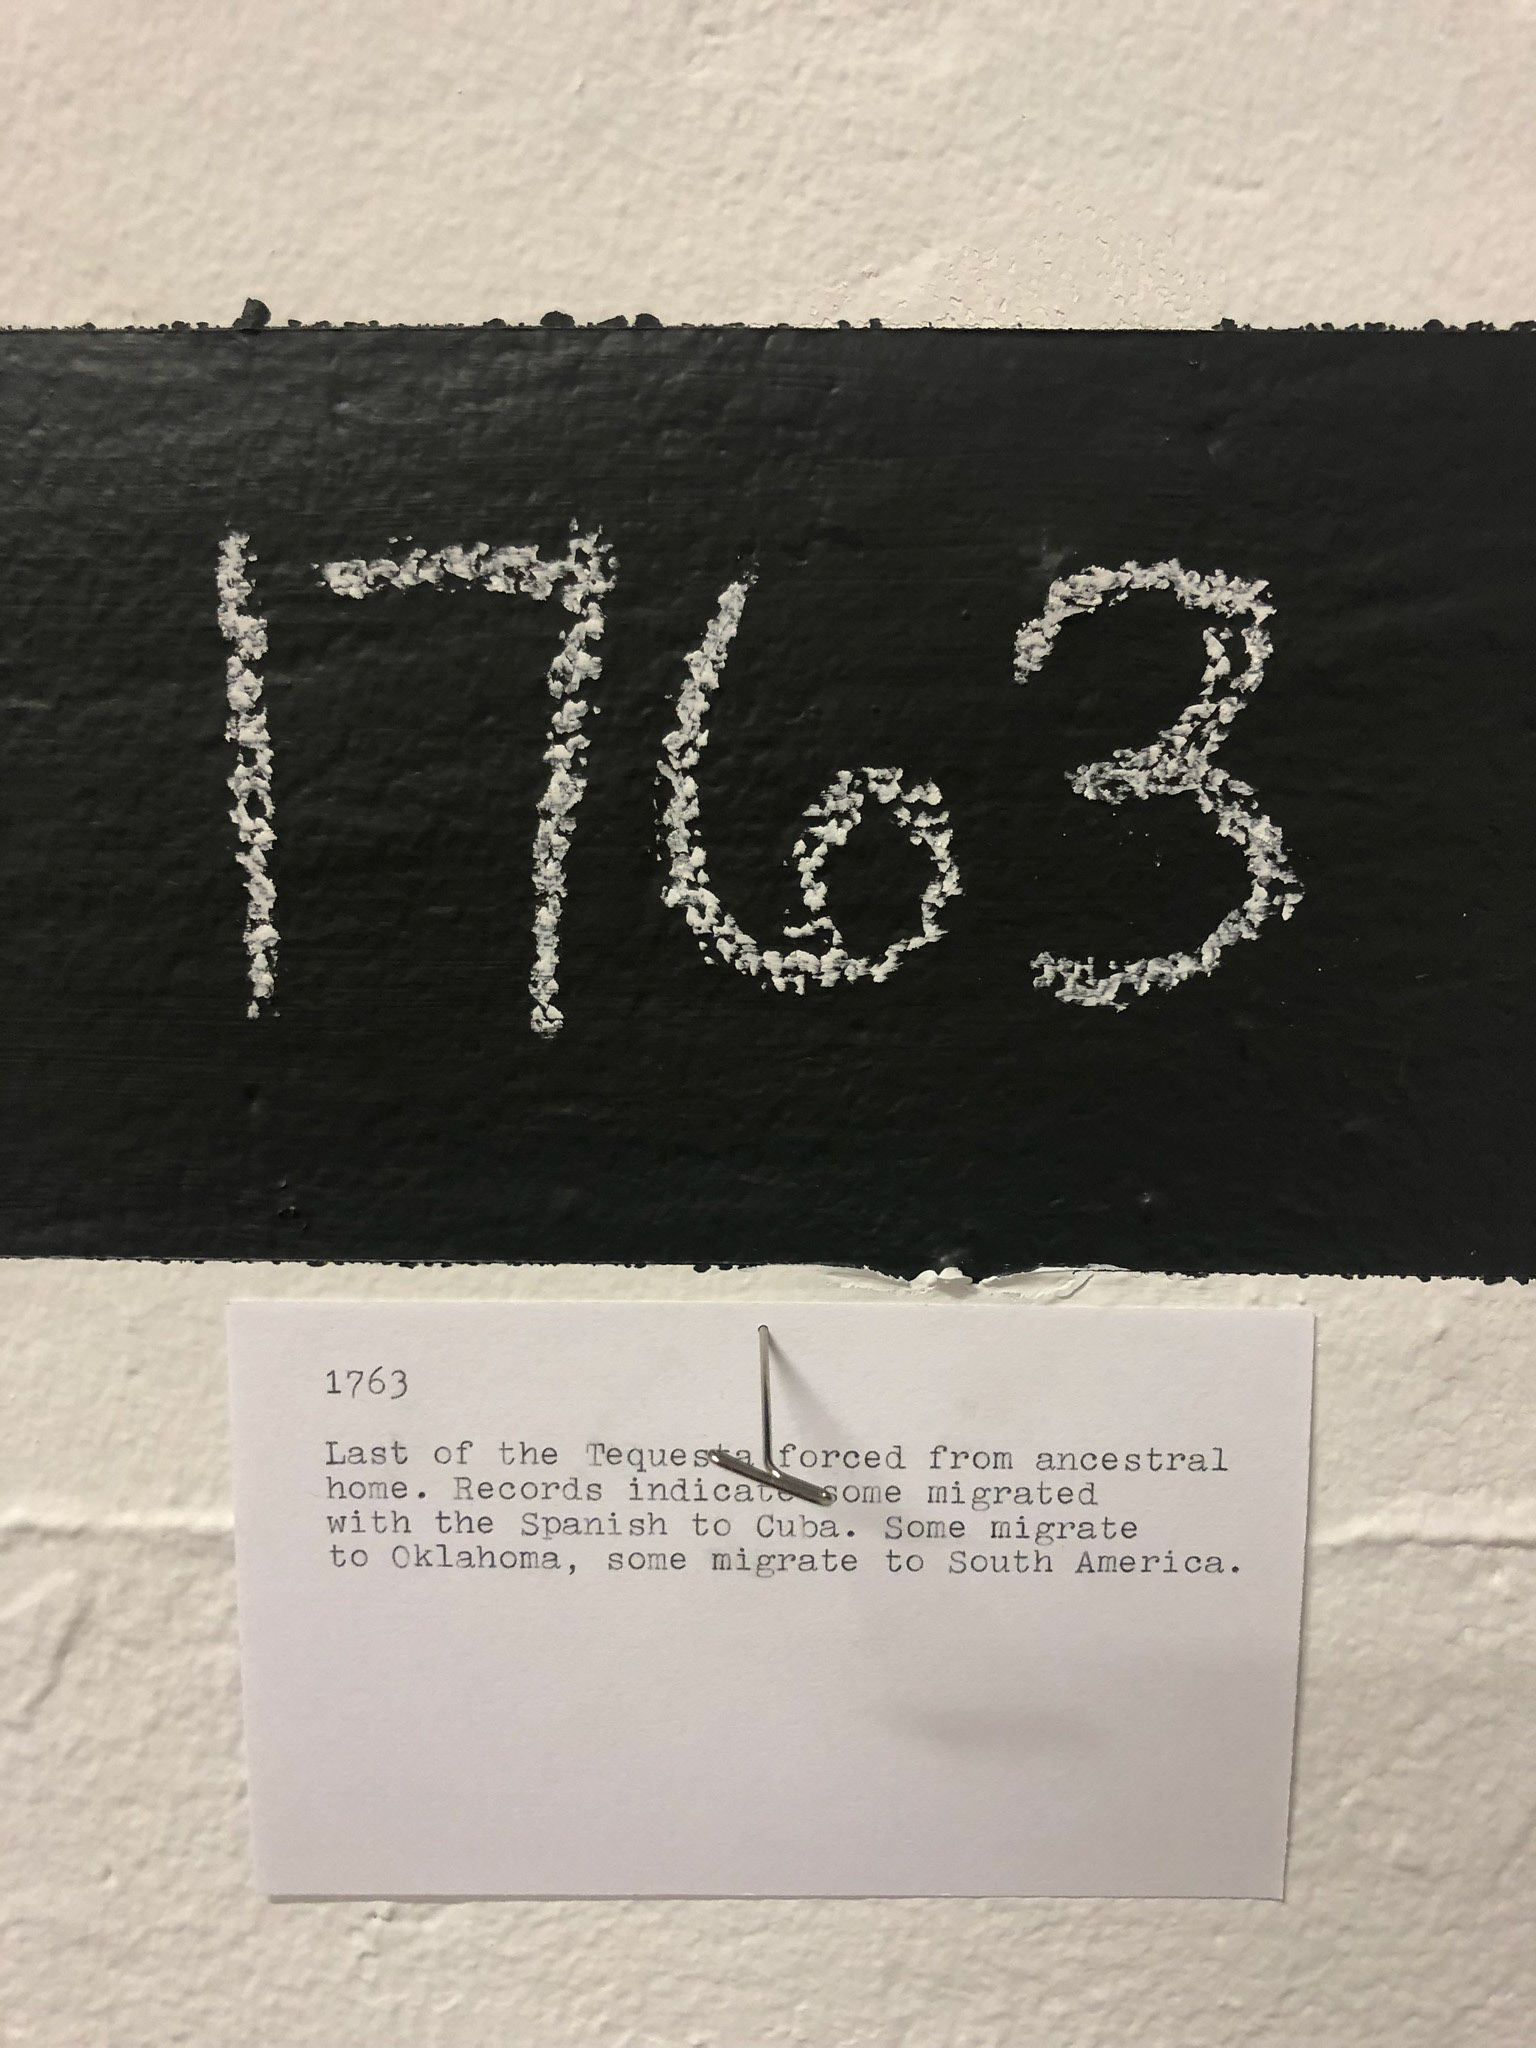 1763
1763
Last of the Tequesta forced from ancestral
home. Records indicate some migrated
with the Spanish to Cuba. Some migrate
to Oklahoma, some migrate to South America.